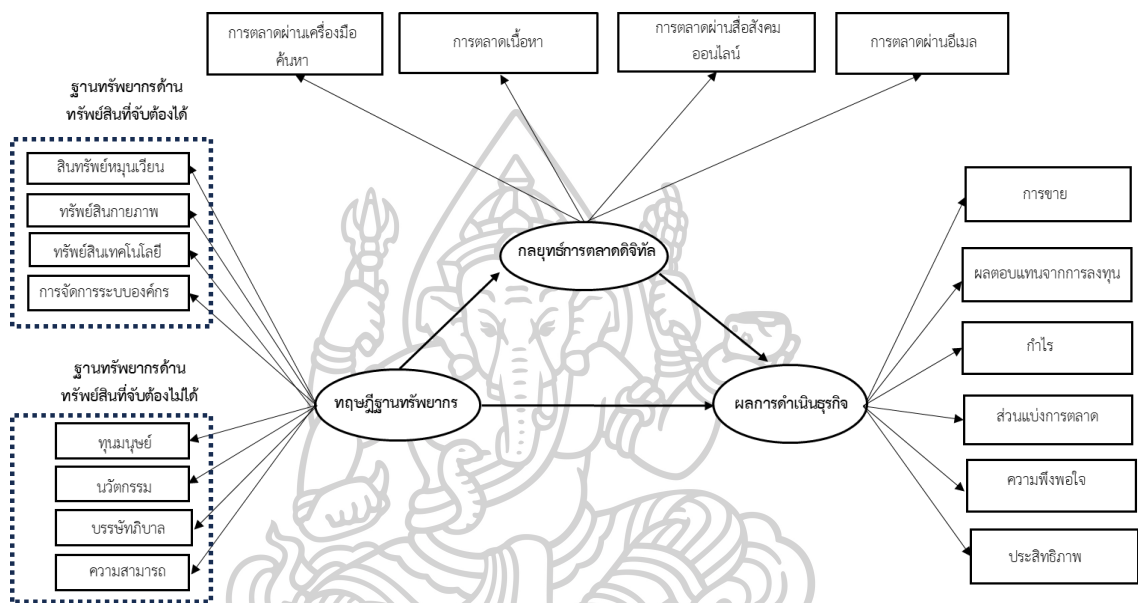 การตลาดผ่านเครื่องมือ
ค้นหา
การตลาดเนื้อหา
การตลาดผ่านสื่อสังคม
ออนไลน์
การตลาดผ่านอีเมล
ฐานทรัพยากรด้าน
ทรัพย์สินที่จับต้องได้
สินทรัพย์หมุนเวียน
ทรัพย์สินกายภาพ
ทรัพย์สินเทคโนโลยี
การจัดการระบบองค์กร
ฐานทรัพยากรด้าน
ทรัพย์สินที่จับต้องไม่ได้
ทุนมนุษย์
นวัตกรรม
บรรษัทภิบาล
ความสามารถ
กลยุทธ์การตลาดดิจิทัล
ทฤษฎีฐานทรัพยากร
ผลการดำเนินธุรกิจ
การขาย
ผลตอบแทนจากการลงทุน
กำไร
ส่วนแบ่งการตลาด
ความพึงพอใจ
ประสิทธิภาพ